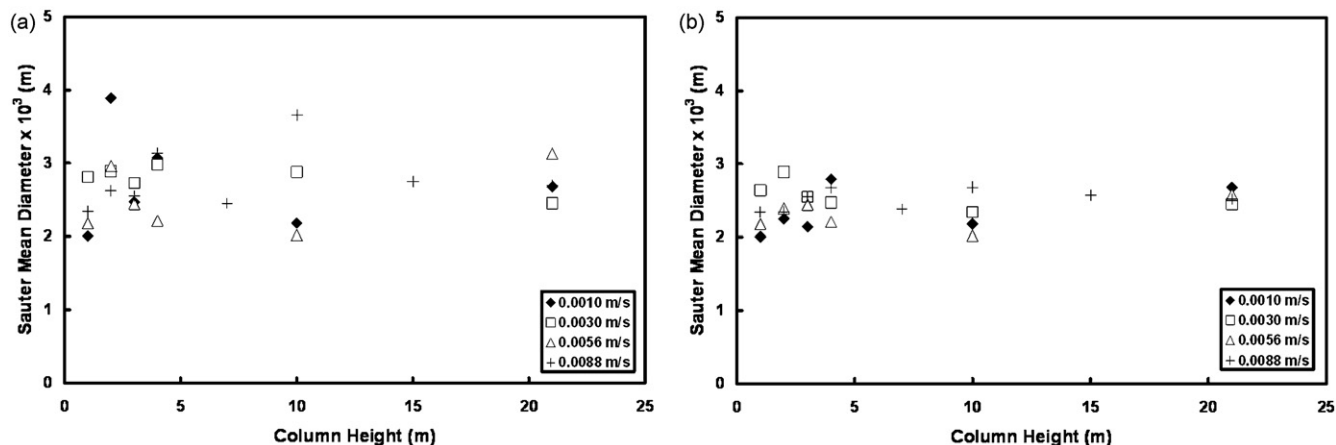 (a)
5
4
3
2
1
0
Sauter Mean Diameter x 10³ (m)
0.0010 m/s
0.0030 m/s
0.0056 m/s
0.0088 m/s
0 5 10 15 20 25
Column Height (m)
(b)
5
4
3
2
1
0
Sauter Mean Diameter x 10³ (m)
0.0010 m/s
0.0030 m/s
0.0056 m/s
0.0088 m/s
0 5 10 15 20 25
Column Height (m)